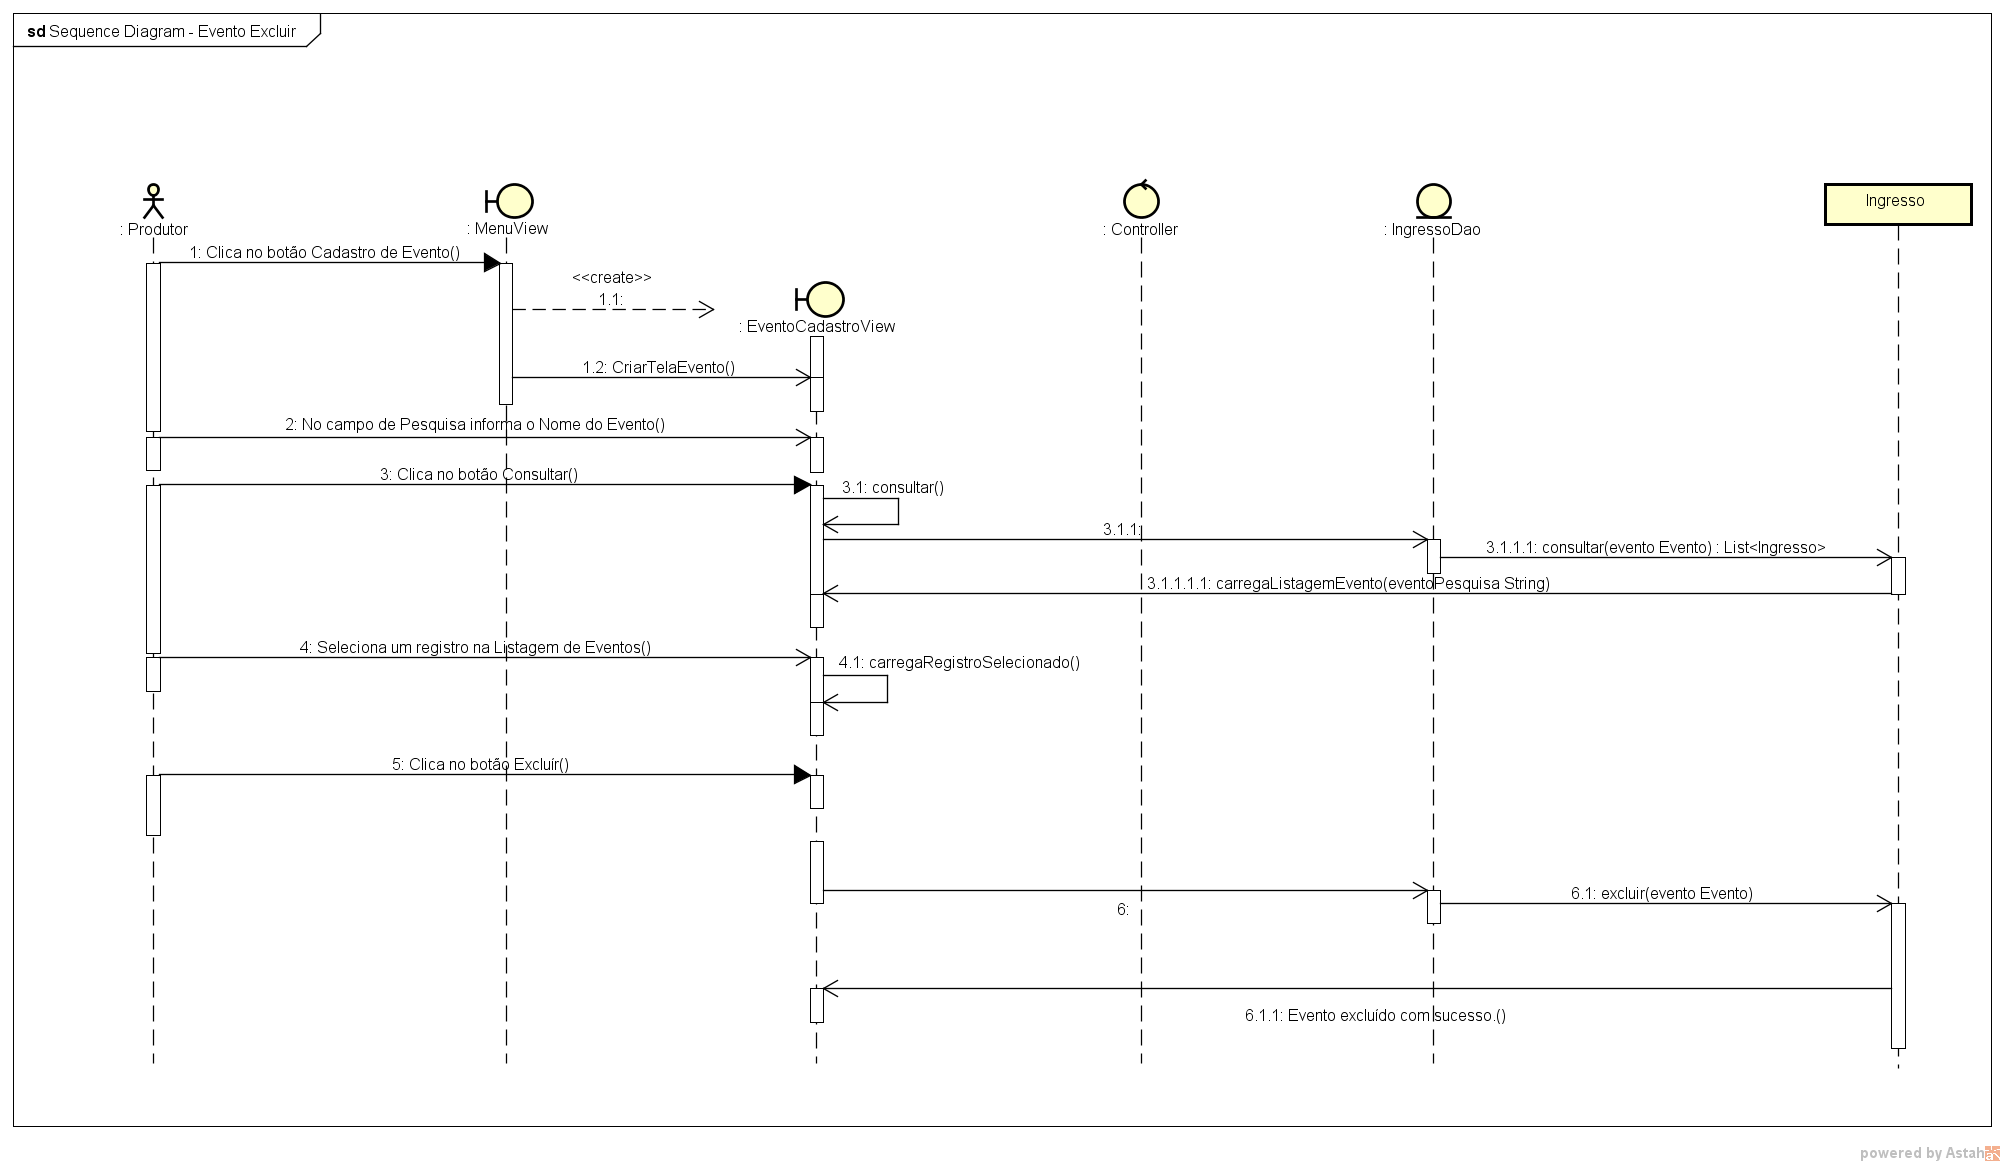 sd Sequence Diagram - Evento Excluir
: Produtor
: MenuView
: Controller
: IngressoDao
Ingresso
1: Clica no botão Cadastro de Evento()
<<create>>
1.1:
: EventoCadastroView
1.2: CriarTelaEvento()
2: No campo de Pesquisa informa o Nome do Evento()
3: Clica no botão Consultar()
3.1: consultar()
3.1.1:
3.1.1.1: consultar(evento Evento) : List<Ingresso>
3.1.1.1.1: carregaListagemEvento(eventoPesquisa String)
4: Seleciona um registro na Listagem de Eventos()
4.1: carregaRegistroSelecionado()
5: Clica no botão Excluír()
6:
6.1: excluir(evento Evento)
6.1.1: Evento excluído com sucesso.()
powered by Astah